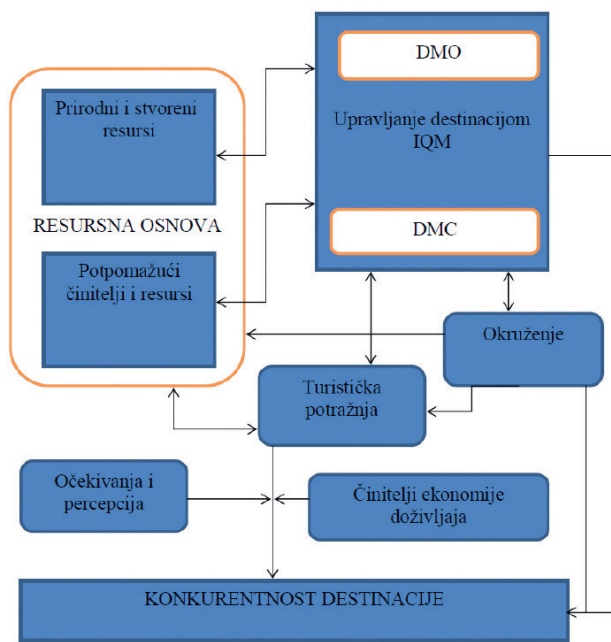 DMO
Prirodni i stvoreni
resursi
Upravljanje destinacijom
IQM
RESURSNA OSNOVA
DMC
Potpomažući
činitelji i resursi
Okruženje
Turistička
potražnja
Očekivanja i
percepcija
Činitelji ekonomije
doživljaja
KONKURENTNOST DESTINACIJE